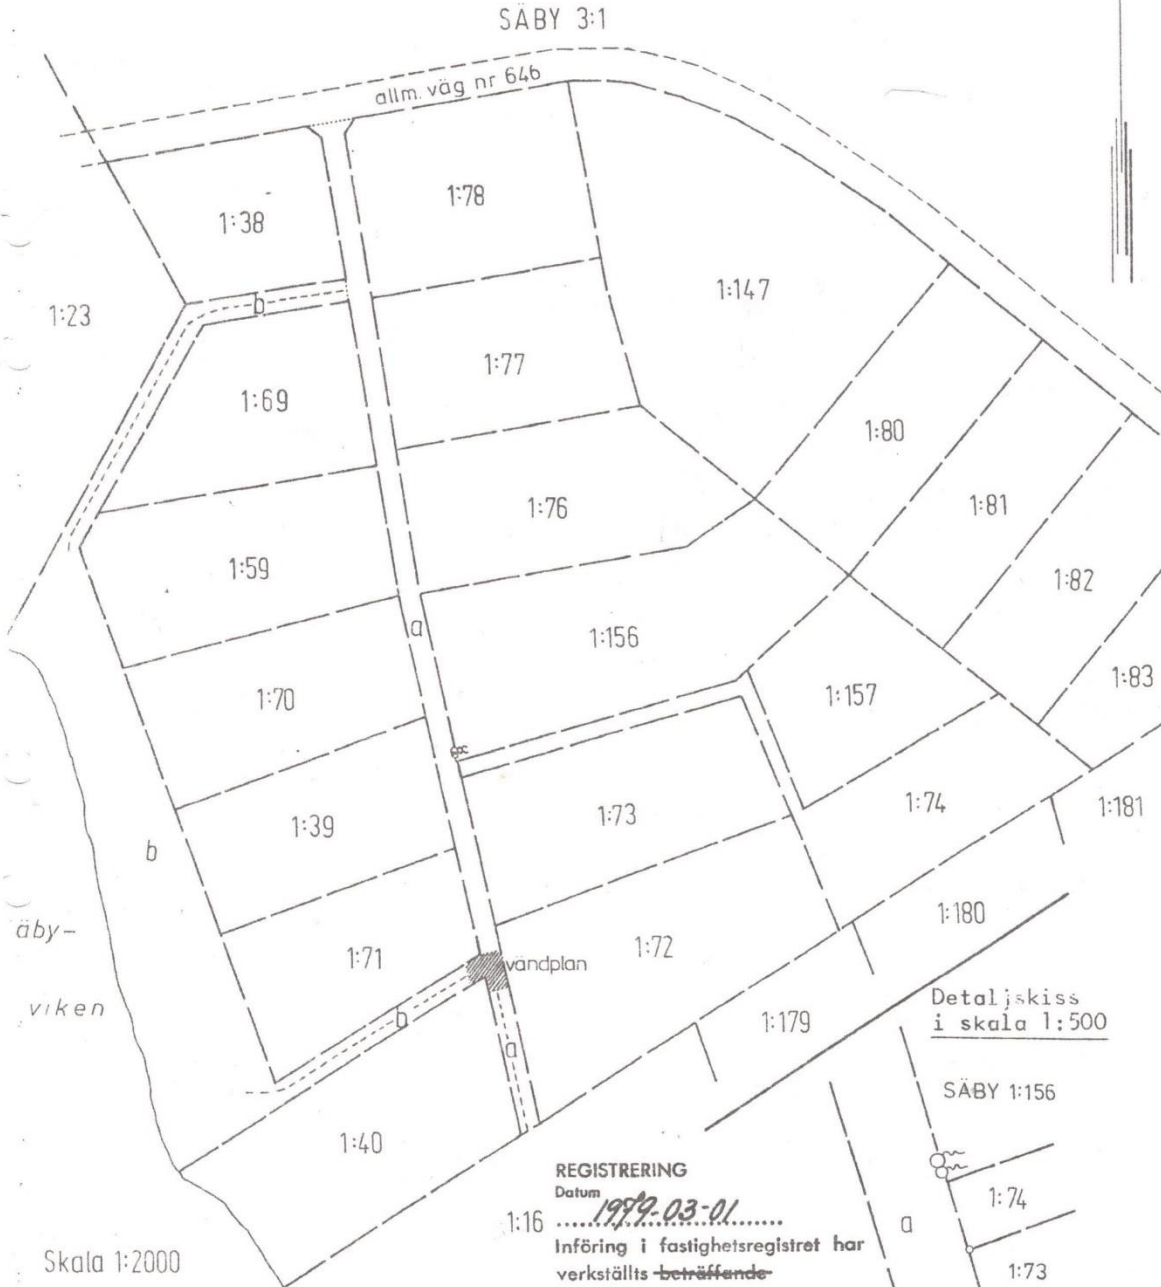 SÄBY 3:1
allm. väg nr 646
1:38
1:78
1:23
b
1:147
1:77
1:69
1:80
1:76
1:81
1:59
1:82
a
1:156
1:83
1:70
1:157
1:73
1:74
1:181
1:39
b
äby-
viken
1:180
1:72
1:71
vändplan
b
a
1:179
Detaljskiss
i skala 1:500
SÄBY 1:156
1:40
REGISTRERING
Datum
1979-03-01
1:16
1:74
a
Införing i fastighetsregistret har
verkställts beträffande
1:73
Skala 1:2000